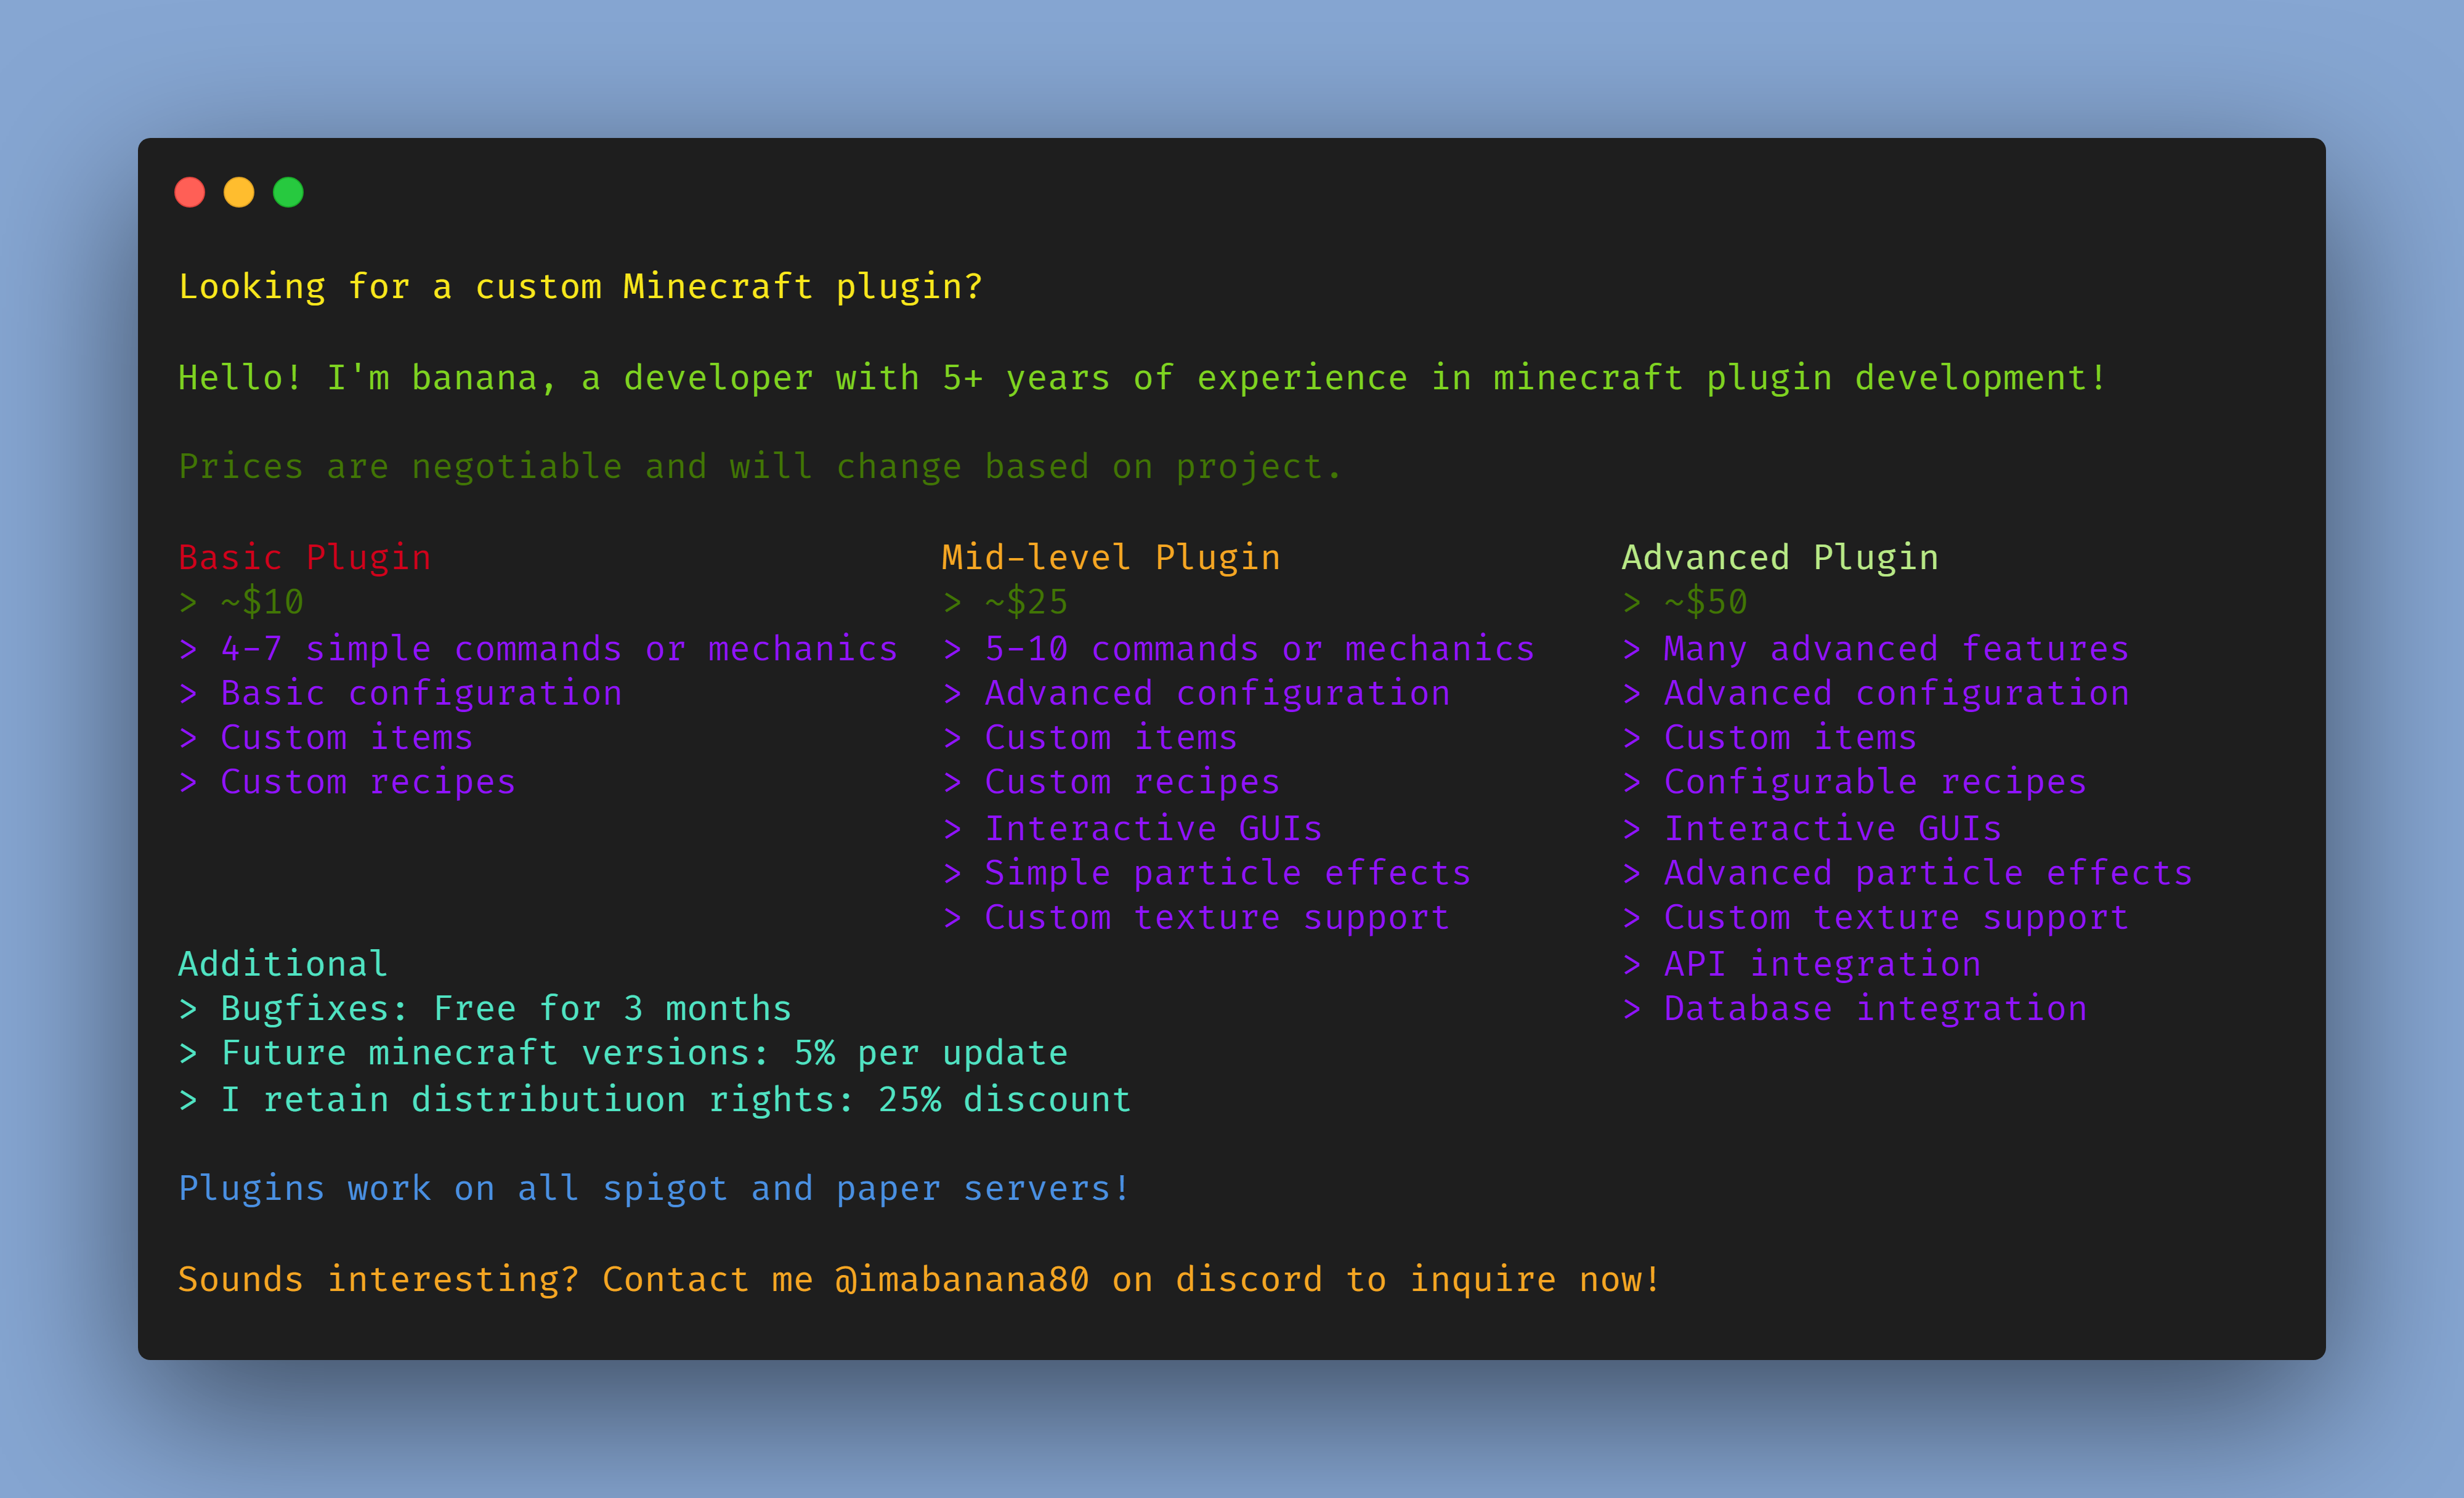 Looking for a custom Minecraft plugin?
Hello! I'm banana, a developer with 5+ years of experience in minecraft plugin development!
Prices are negotiable and will change based on project.
Basic Plugin
> ~$10
> 4-7 simple commands or mechanics
> Basic configuration
> Custom items
> Custom recipes
Mid-level Plugin
> ~$25
> 5-10 commands or mechanics
> Advanced configuration
> Custom items
> Custom recipes
> Interactive GUIs
> Simple particle effects
> Custom texture support
Advanced Plugin
> ~$50
> Many advanced features
> Advanced configuration
> Custom items
> Configurable recipes
> Interactive GUIs
> Advanced particle effects
> Custom texture support
> API integration
> Database integration
Additional
> Bugfixes: Free for 3 months
> Future minecraft versions: 5% per update
> I retain distributiuon rights: 25% discount
Plugins work on all spigot and paper servers!
Sounds interesting? Contact me @imabanana80 on discord to inquire now!